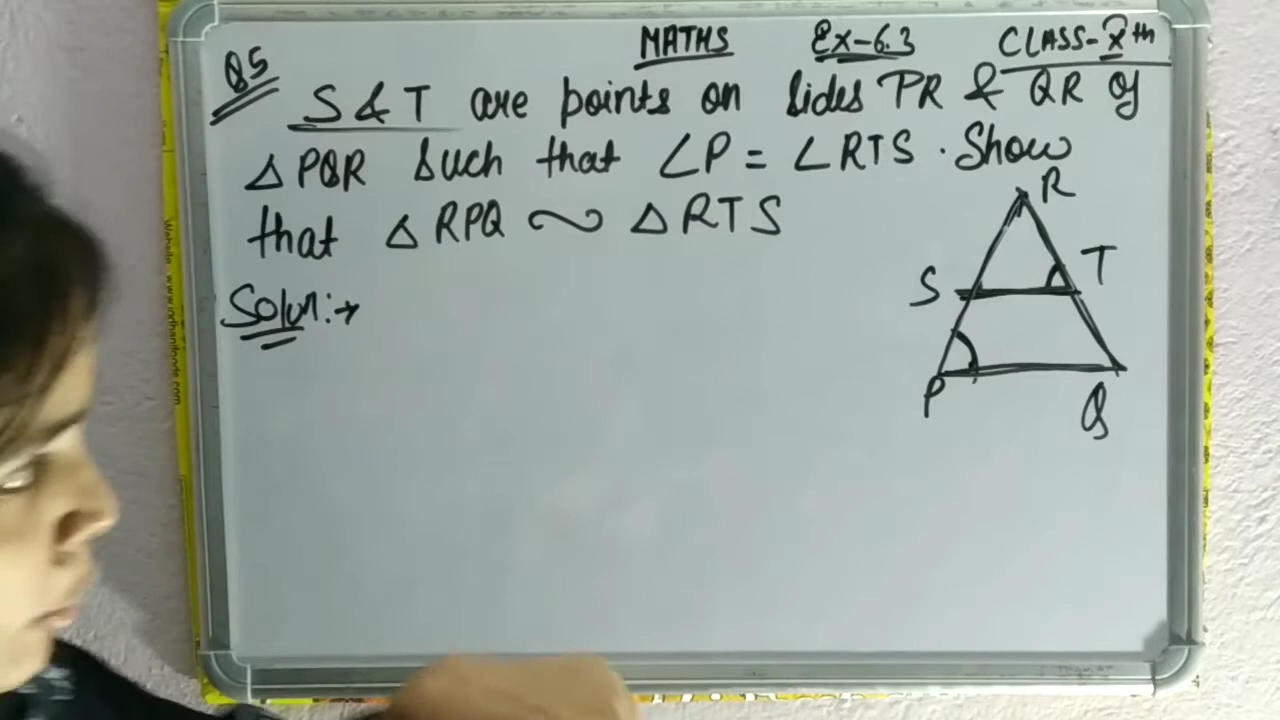 MATHS Ex-6.3 CLASS-Xth
Q5
S & T are points on sides PR & QR of
△ PQR such that ∠P = ∠RTS . Show
that △ RPQ ∼ △ RTS
Soln:→
R
S T
P Q